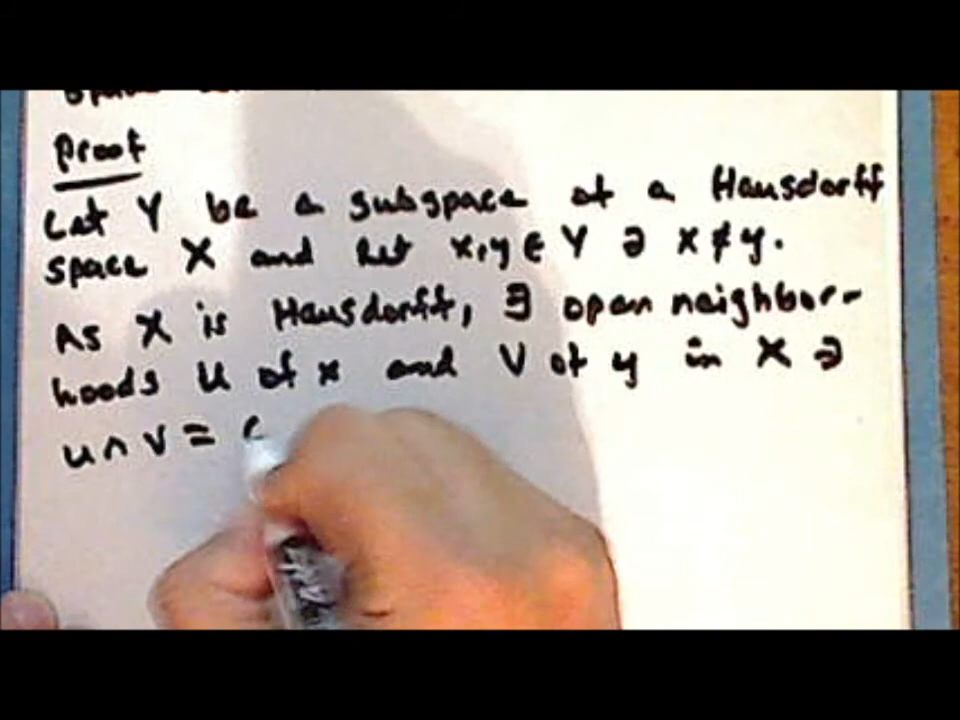 Proof
Let Y be a subspace of a Hausdorff
space X and let x,y ∈ Y ∋ x ≠ y.
As X is Hausdorff, ∃ open neighbor-
hoods U of x and V of y in X ∋
U ∩ V =